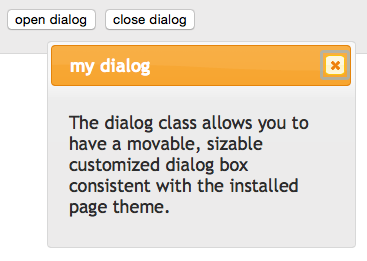 open dialog close dialog
my dialog
The dialog class allows you to
have a movable, sizable
customized dialog box
consistent with the installed
page theme.